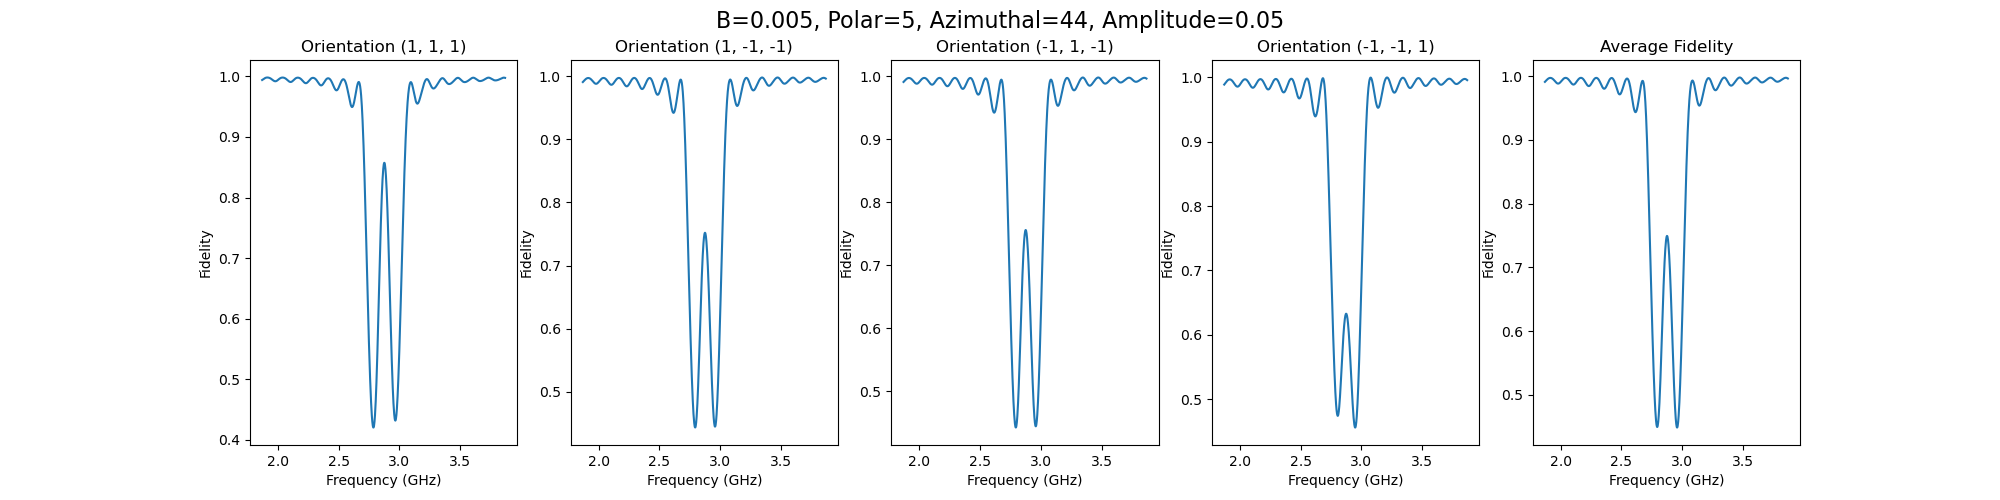 B=0.005, Polar=5, Azimuthal=44, Amplitude=0.05
Orientation (1, 1, 1)
Fidelity
1.0
0.9
0.8
0.7
0.6
0.5
0.4
2.0 2.5 3.0 3.5
Frequency (GHz)
Orientation (1, -1, -1)
Fidelity
1.0
0.9
0.8
0.7
0.6
0.5
2.0 2.5 3.0 3.5
Frequency (GHz)
Orientation (-1, 1, -1)
Fidelity
1.0
0.9
0.8
0.7
0.6
0.5
2.0 2.5 3.0 3.5
Frequency (GHz)
Orientation (-1, -1, 1)
Fidelity
1.0
0.9
0.8
0.7
0.6
0.5
2.0 2.5 3.0 3.5
Frequency (GHz)
Average Fidelity
Fidelity
1.0
0.9
0.8
0.7
0.6
0.5
2.0 2.5 3.0 3.5
Frequency (GHz)